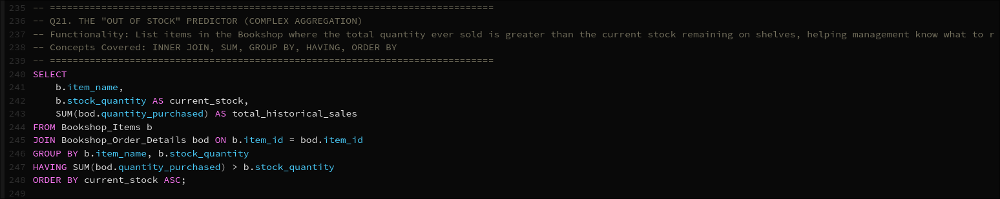 235 -- ==============================================================================
236 -- Q21. THE "OUT OF STOCK" PREDICTOR (COMPLEX AGGREGATION)
237 -- Functionality: List items in the Bookshop where the total quantity ever sold is greater than the current stock remaining on shelves, helping management know what to r
238 -- Concepts Covered: INNER JOIN, SUM, GROUP BY, HAVING, ORDER BY
239 -- ==============================================================================
240 SELECT
241     b.item_name,
242     b.stock_quantity AS current_stock,
243     SUM(bod.quantity_purchased) AS total_historical_sales
244 FROM Bookshop_Items b
245 JOIN Bookshop_Order_Details bod ON b.item_id = bod.item_id
246 GROUP BY b.item_name, b.stock_quantity
247 HAVING SUM(bod.quantity_purchased) > b.stock_quantity
248 ORDER BY current_stock ASC;
249